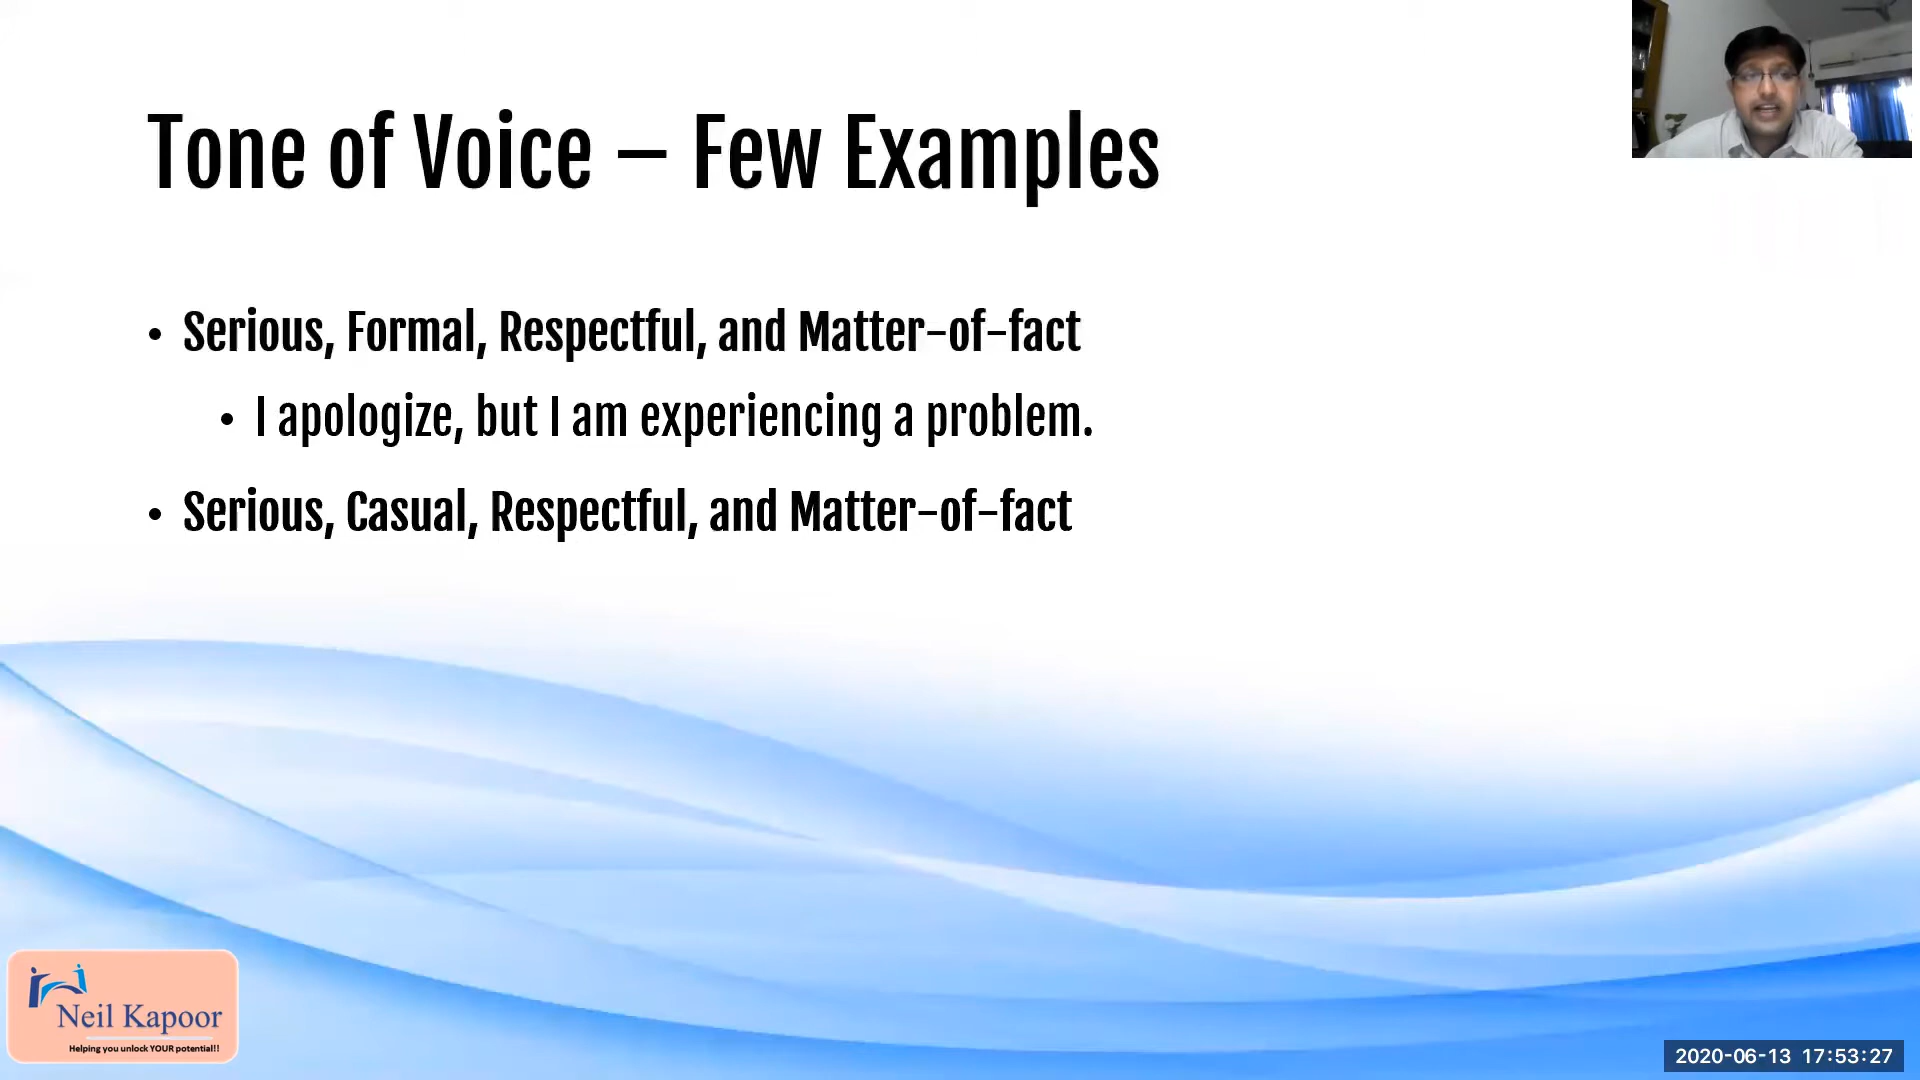 Tone of Voice – Few Examples
• Serious, Formal, Respectful, and Matter-of-fact
• I apologize, but I am experiencing a problem.
• Serious, Casual, Respectful, and Matter-of-fact
Neil Kapoor
Helping you unlock YOUR potential!!
2020-06-13 17:53:27